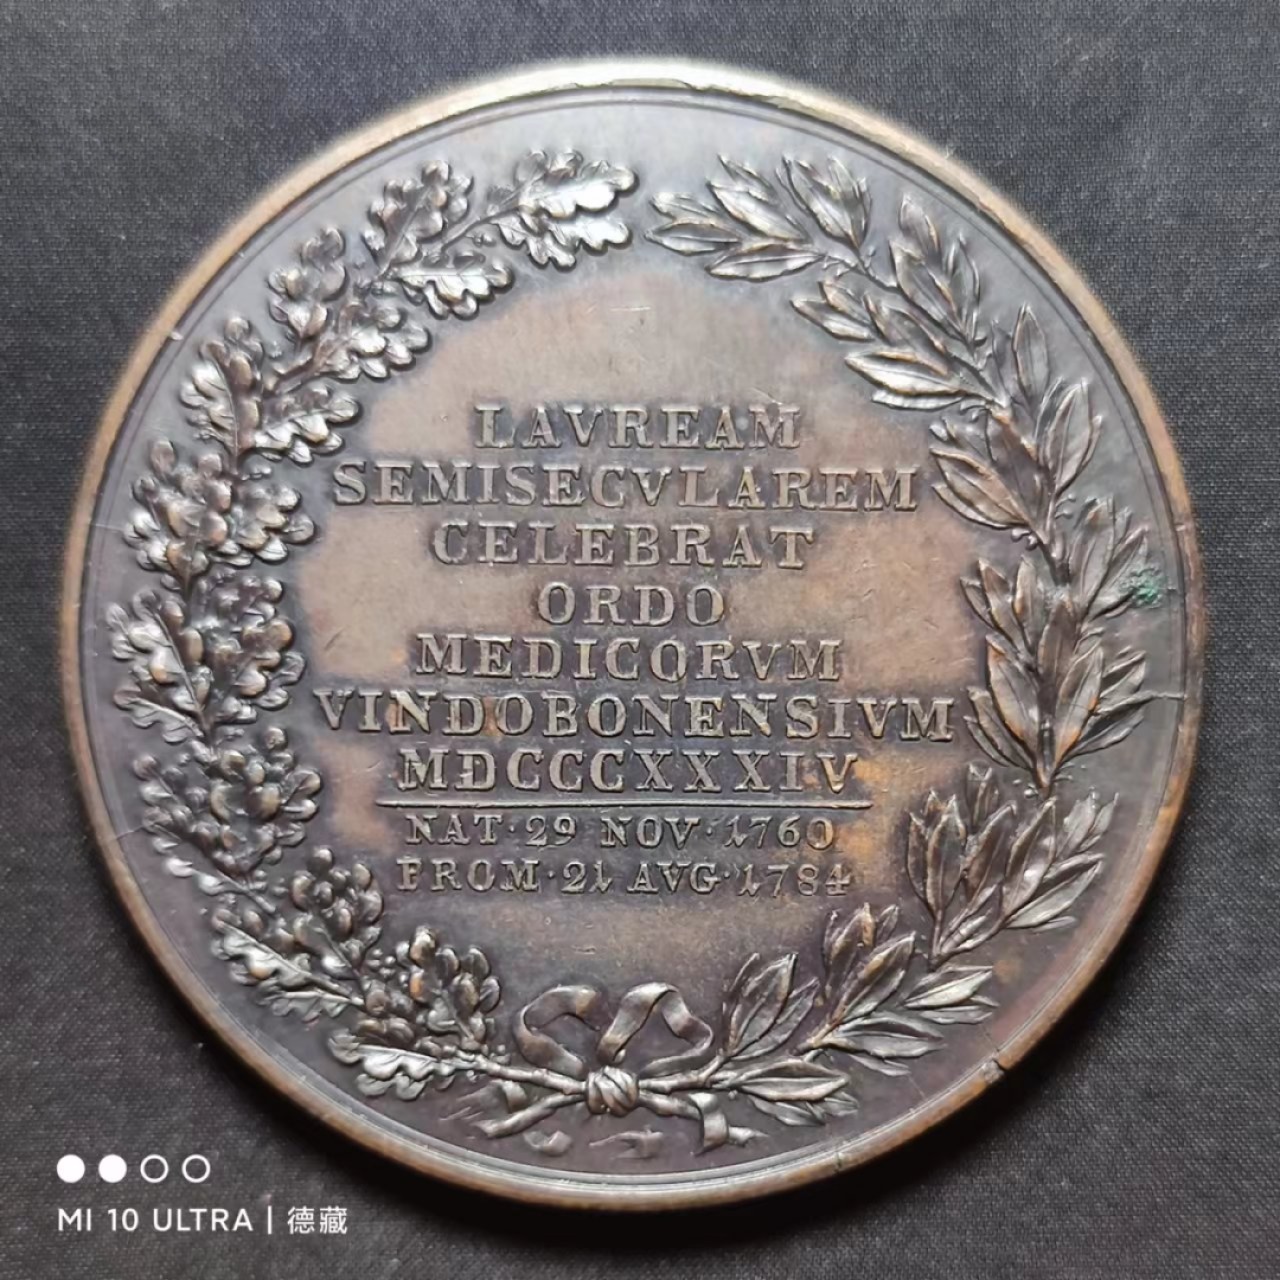 LAVREAM
SEMISECVLAREM
CELEBRAT
ORDO
MEDICORVM
VINDOBONENSIVM
MDCCCXXXIV
NAT·29 NOV·1760
PROM·21 AVG·1784
MI 10 ULTRA | 德藏